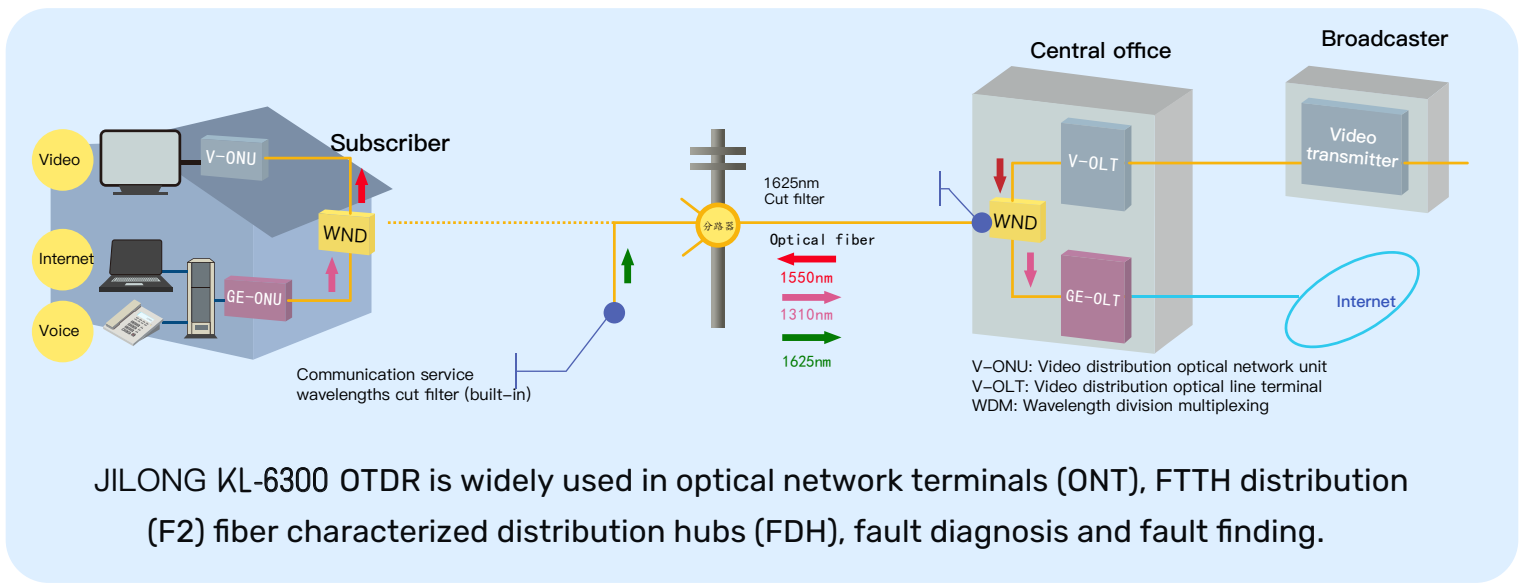 Broadcaster
Central office
Video
transmitter
Subscriber
Video
V-ONU
V-OLT
1625nm
Cut filter
分路器
WND
WND
Optical fiber
Internet
1550nm
GE-ONU
GE-OLT
Internet
1310nm
Voice
1625nm
Communication service
wavelengths cut filter (built-in)
V-ONU: Video distribution optical network unit
V-OLT: Video distribution optical line terminal
WDM: Wavelength division multiplexing
JILONG KL-6300 OTDR is widely used in optical network terminals (ONT), FTTH distribution
(F2) fiber characterized distribution hubs (FDH), fault diagnosis and fault finding.